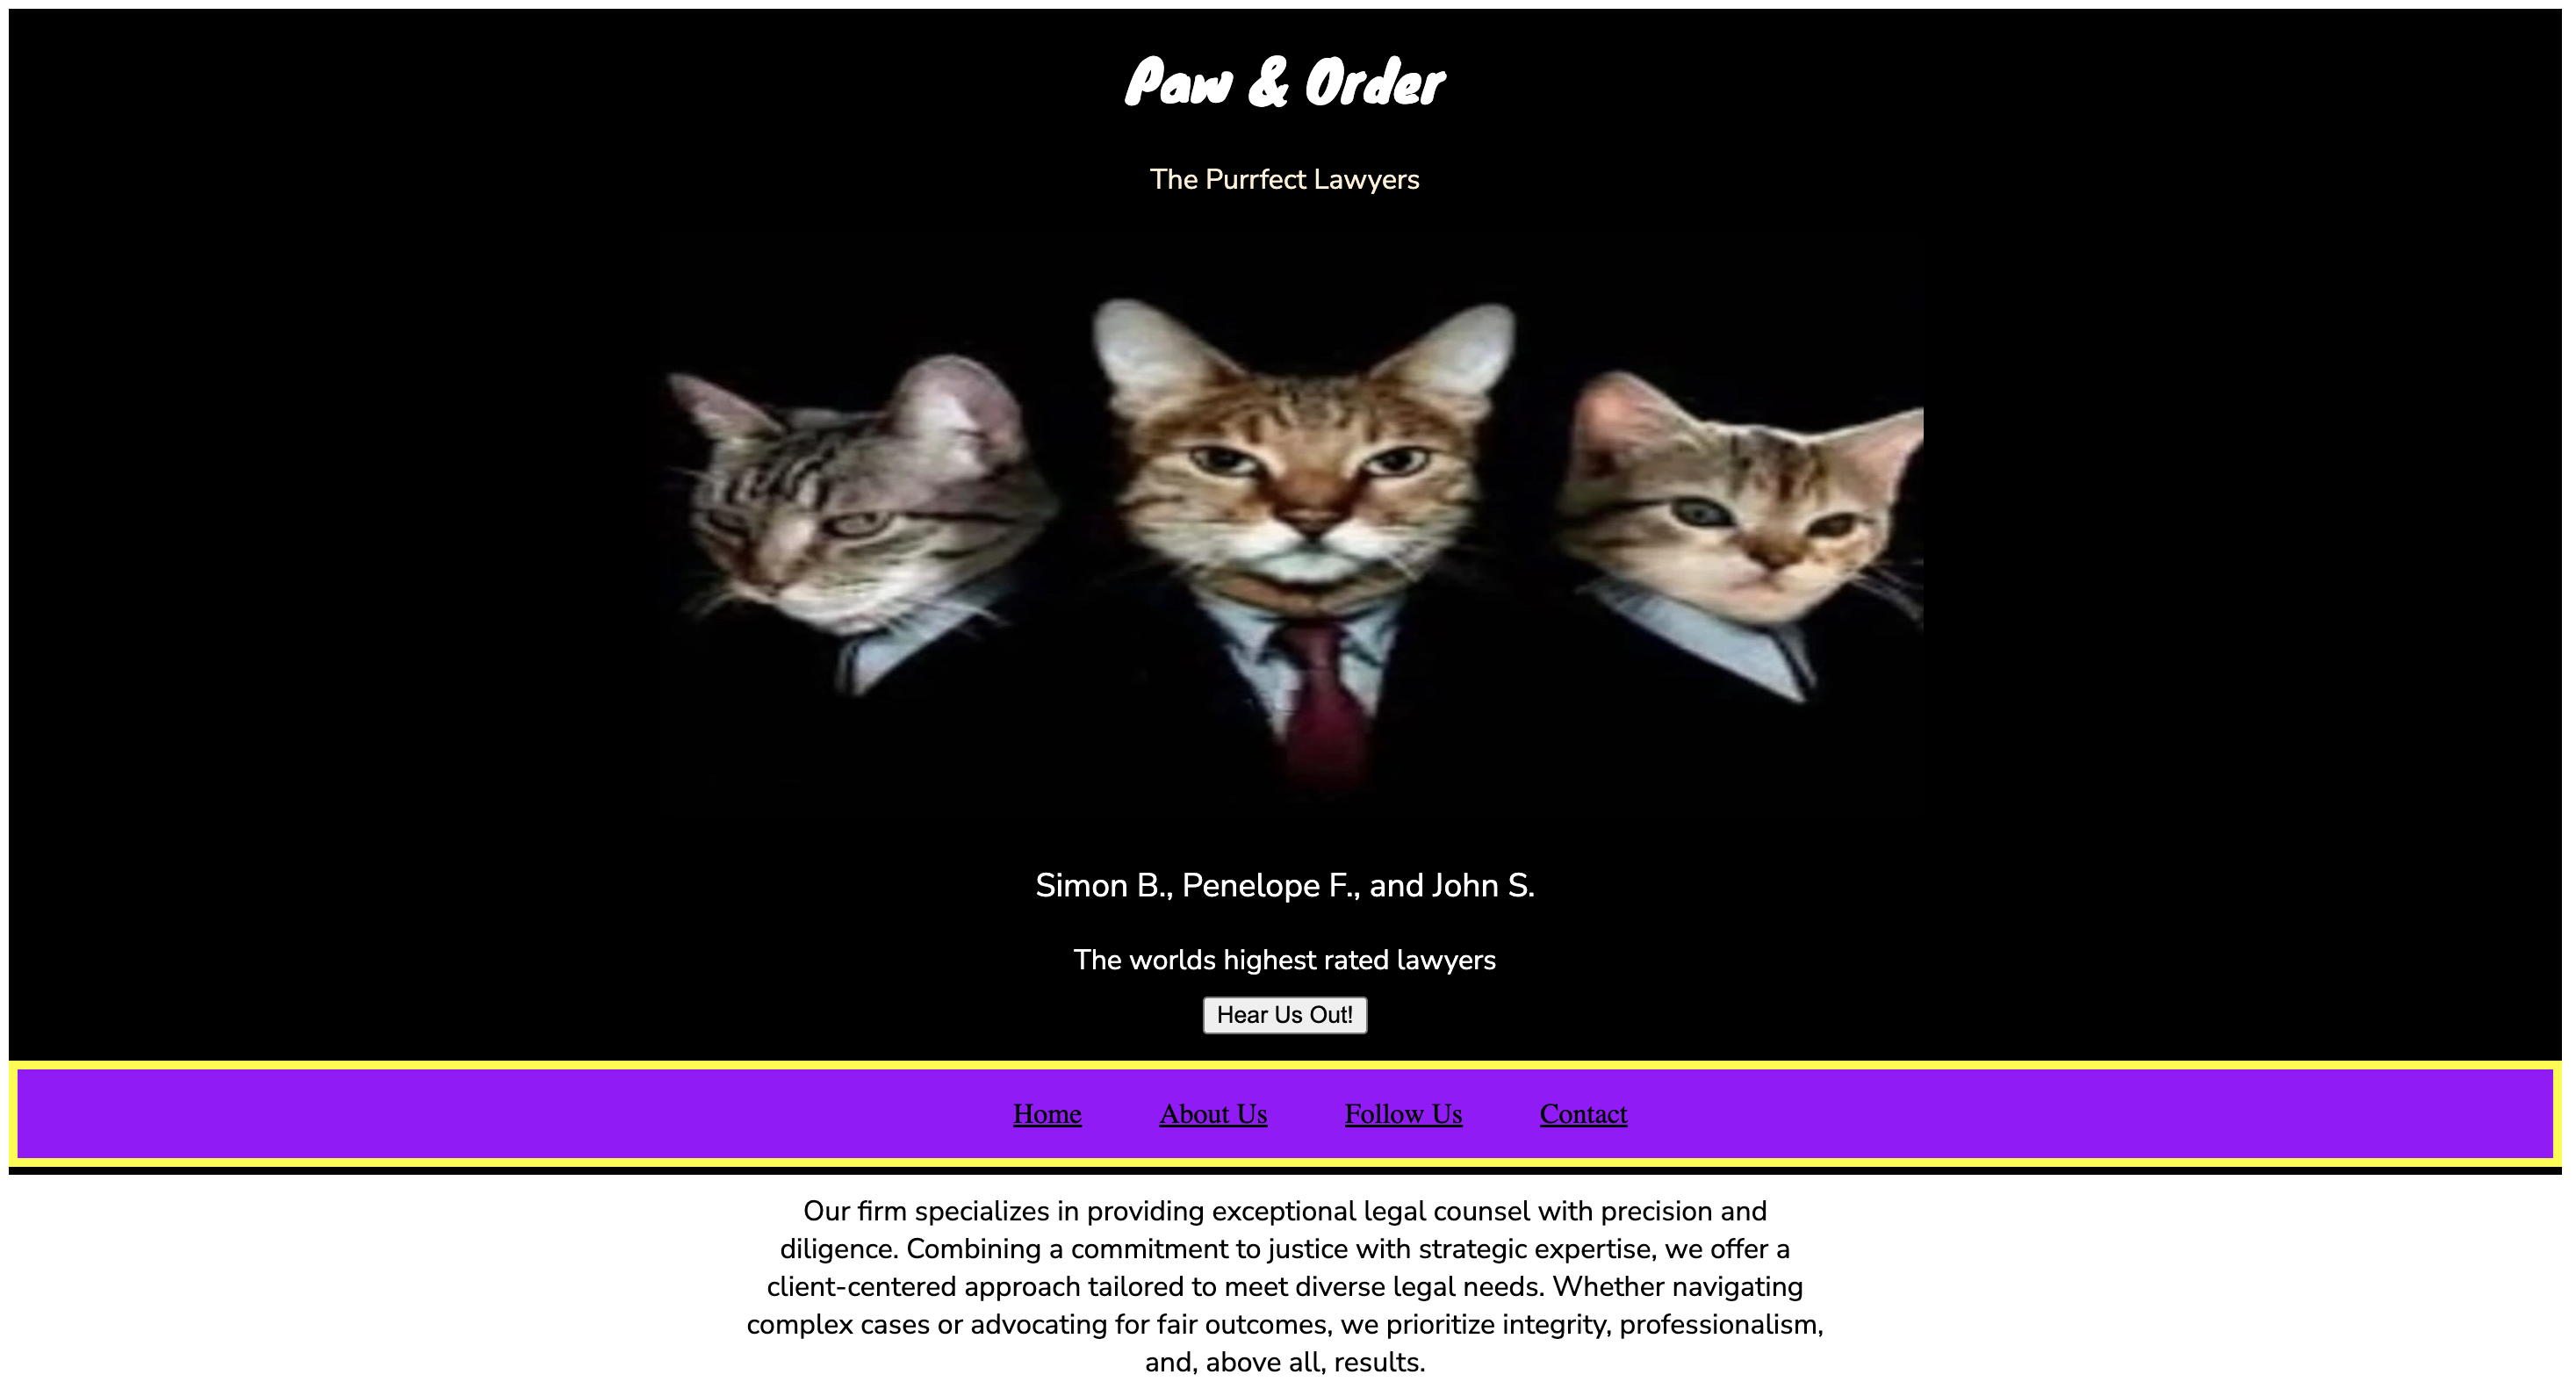 Paw & Order
The Purrfect Lawyers
Simon B., Penelope F., and John S.
The worlds highest rated lawyers
Hear Us Out!
Home About Us Follow Us Contact
Our firm specializes in providing exceptional legal counsel with precision and
diligence. Combining a commitment to justice with strategic expertise, we offer a
client-centered approach tailored to meet diverse legal needs. Whether navigating
complex cases or advocating for fair outcomes, we prioritize integrity, professionalism,
and, above all, results.